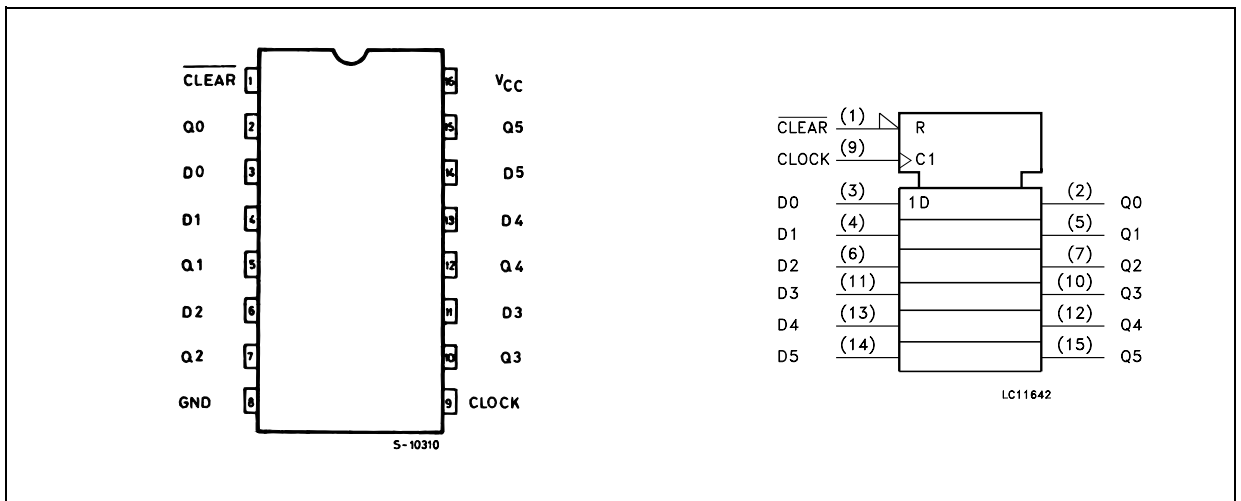 CLEAR 1 16 VCC
Q0 2 15 Q5
D0 3 14 D5
D1 4 13 D4
Q1 5 12 Q4
D2 6 11 D3
Q2 7 10 Q3
GND 8 9 CLOCK
S-10310
CLEAR (1) R
CLOCK (9) C1
D0 (3) 1D (2) Q0
D1 (4) (5) Q1
D2 (6) (7) Q2
D3 (11) (10) Q3
D4 (13) (12) Q4
D5 (14) (15) Q5
LC11642